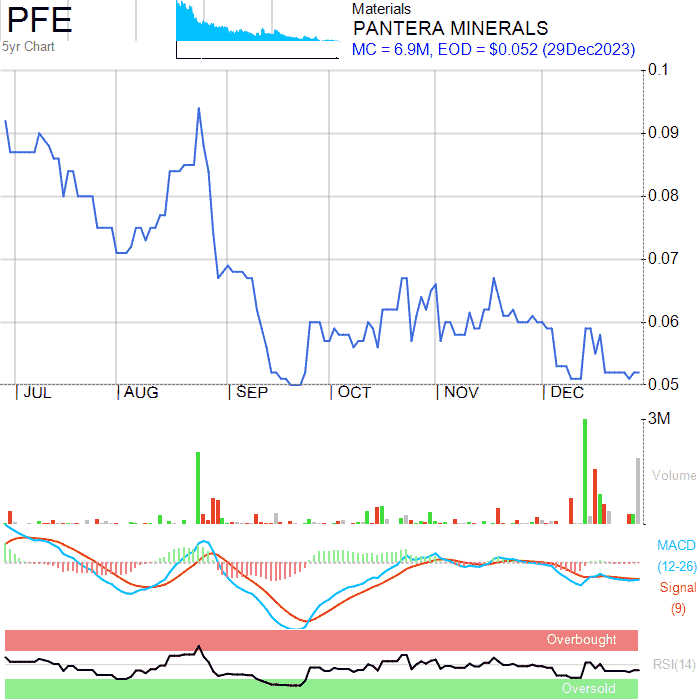 PFE
5yr Chart
Materials
PANTERA MINERALS
MC = 6.9M, EOD = $0.052 (29Dec2023)
0.1
0.09
0.08
0.07
0.06
0.05
JUL AUG SEP OCT NOV DEC
3M
Volume
MACD
(12-26)
Signal
(9)
Overbought
RSI(14)
Oversold